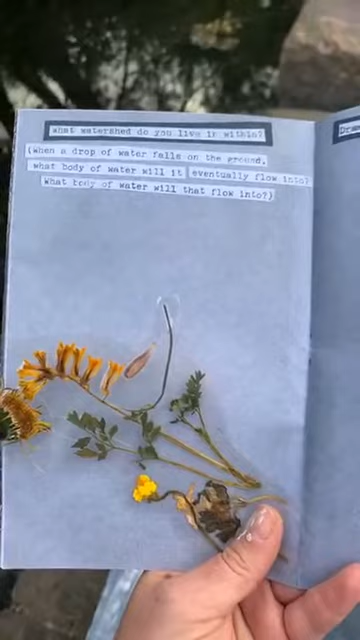 What watershed do you live in within?
(when a drop of water falls on the ground,
what body of water will it eventually flow into?
What body of water will that flow into?)
Draw